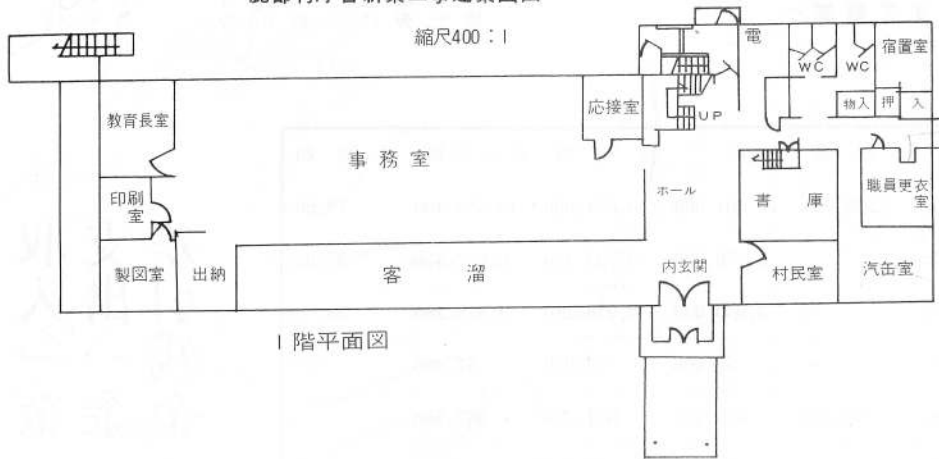 縮尺400：1
電
WC
WC
宿置室
物入
押
入
教育長室
応接室
UP
事務室
印刷室
ホール
書庫
職員更衣室
製図室
出納
客溜
内玄関
村民室
汽缶室
1階平面図